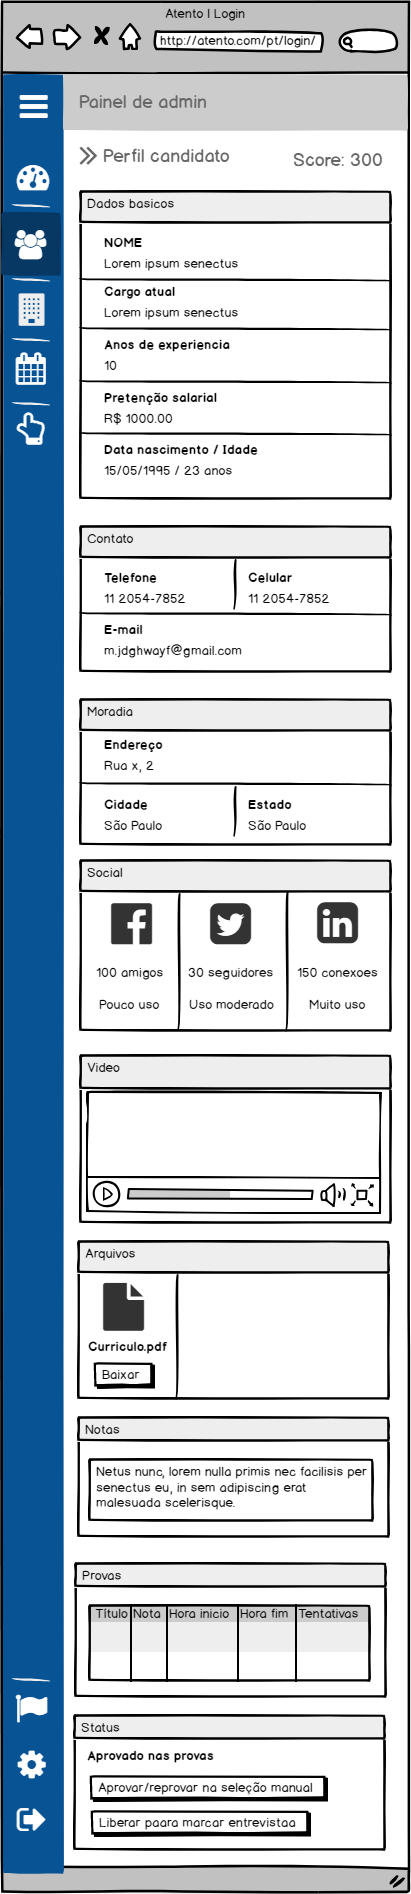 Atento | Login
http://atento.com/pt/login/
Painel de admin
Perfil candidato
Score: 300
Dados basicos
NOME
Lorem ipsum senectus
Cargo atual
Lorem ipsum senectus
Anos de experiencia
10
Pretenção salarial
R$ 1000.00
Data nascimento / Idade
15/05/1995 / 23 anos
Contato
Telefone Celular
11 2054-7852 11 2054-7852
E-mail
m.jdghwayf@gmail.com
Moradia
Endereço
Rua x, 2
Cidade Estado
São Paulo São Paulo
Social
100 amigos 30 seguidores 150 conexoes
Pouco uso Uso moderado Muito uso
Video
Arquivos
Curriculo.pdf
Baixar
Notas
Netus nunc, lorem nulla primis nec facilisis per
senectus eu, in sem adipiscing erat
malesuada scelerisque.
Provas
Título Nota Hora inicio Hora fim Tentativas
Status
Aprovado nas provas
Aprovar/reprovar na seleção manual
Liberar paara marcar entrevistaa